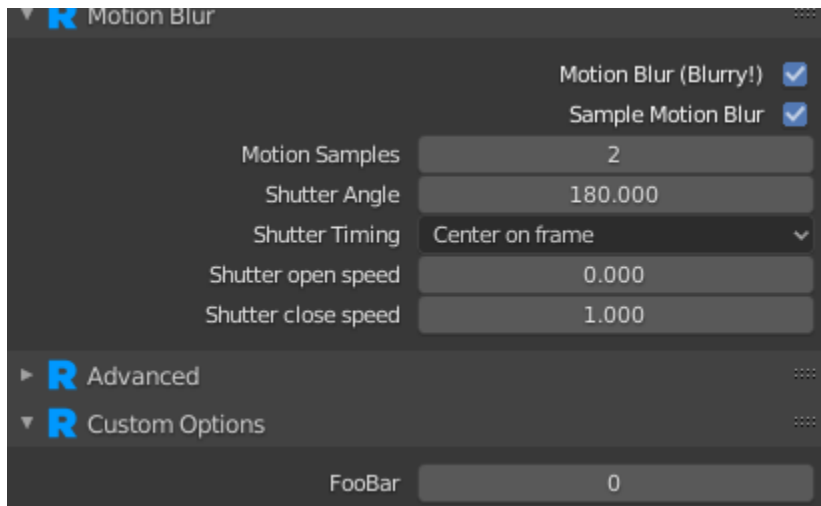 Motion Blur
Motion Blur (Blurry!)
Sample Motion Blur
Motion Samples 2
Shutter Angle 180.000
Shutter Timing Center on frame
Shutter open speed 0.000
Shutter close speed 1.000
R Advanced
R Custom Options
FooBar 0